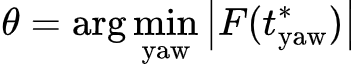 θ = arg min_yaw |F(t*_yaw)|